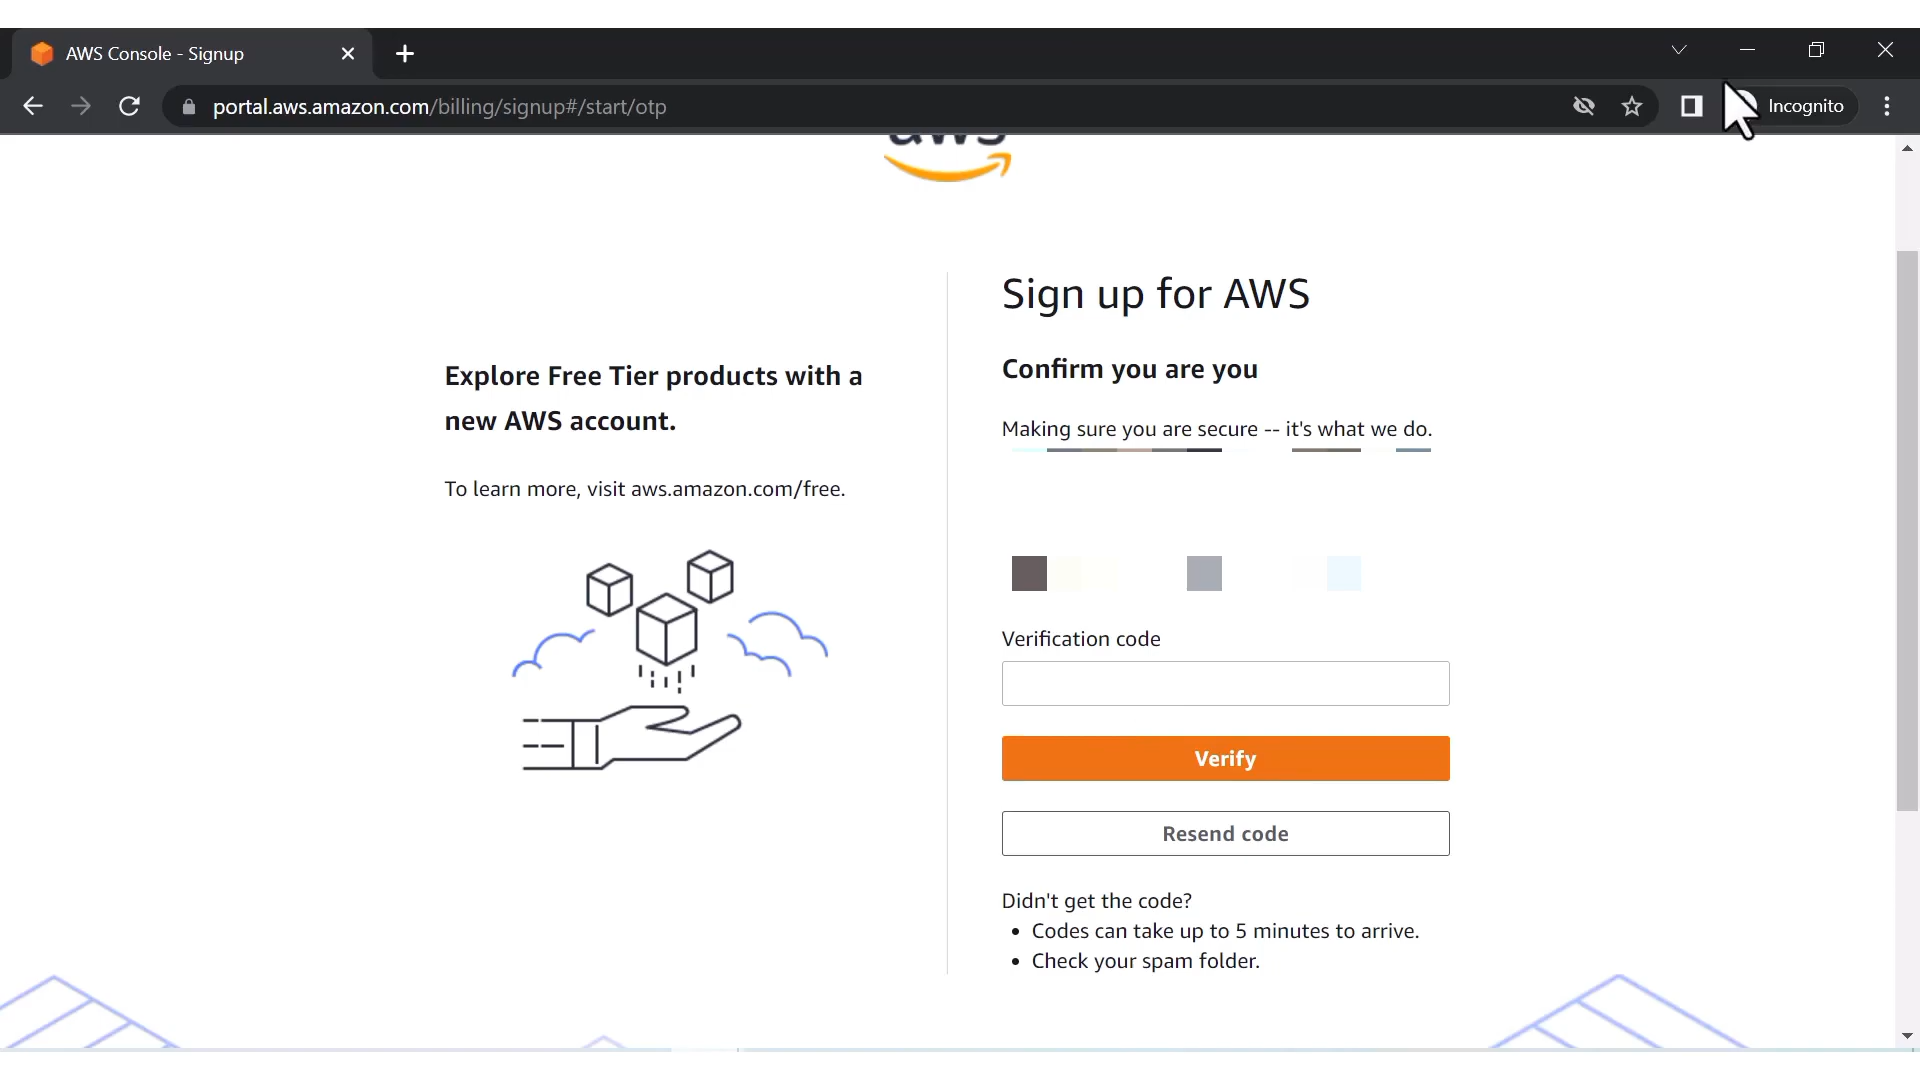 AWS Console - Signup
portal.aws.amazon.com/billing/signup#/start/otp
Incognito
aws
Explore Free Tier products with a
new AWS account.
To learn more, visit aws.amazon.com/free.
Sign up for AWS
Confirm you are you
Making sure you are secure -- it's what we do.
Verification code
Verify
Resend code
Didn't get the code?
• Codes can take up to 5 minutes to arrive.
• Check your spam folder.